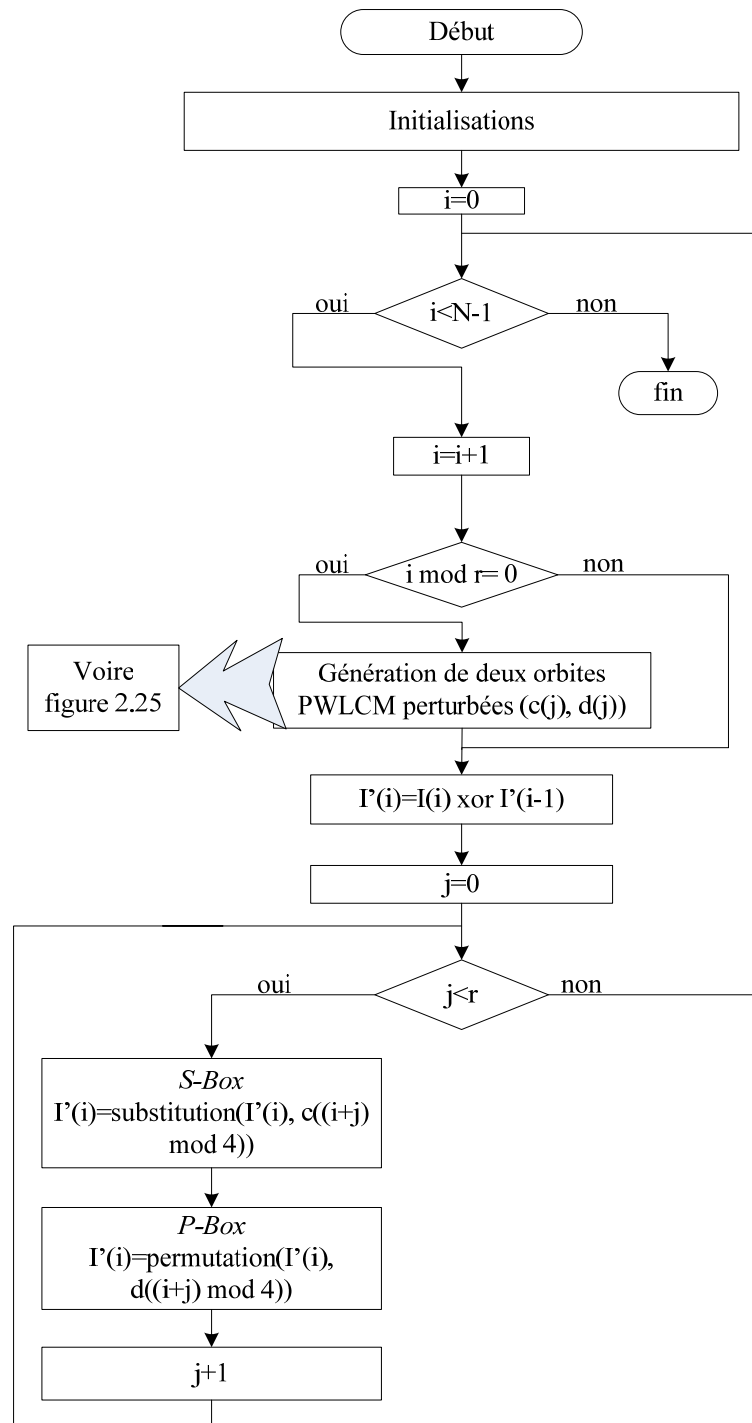 Début
Initialisations
i=0
oui
i<N-1
non
fin
i=i+1
oui
i mod r= 0
non
Voire
figure 2.25
Génération de deux orbites
PWLCM perturbées (c(j), d(j))
I’(i)=I(i) xor I’(i-1)
j=0
oui
j<r
non
S-Box
I’(i)=substitution(I’(i), c((i+j)
mod 4))
P-Box
I’(i)=permutation(I’(i),
d((i+j) mod 4))
j+1